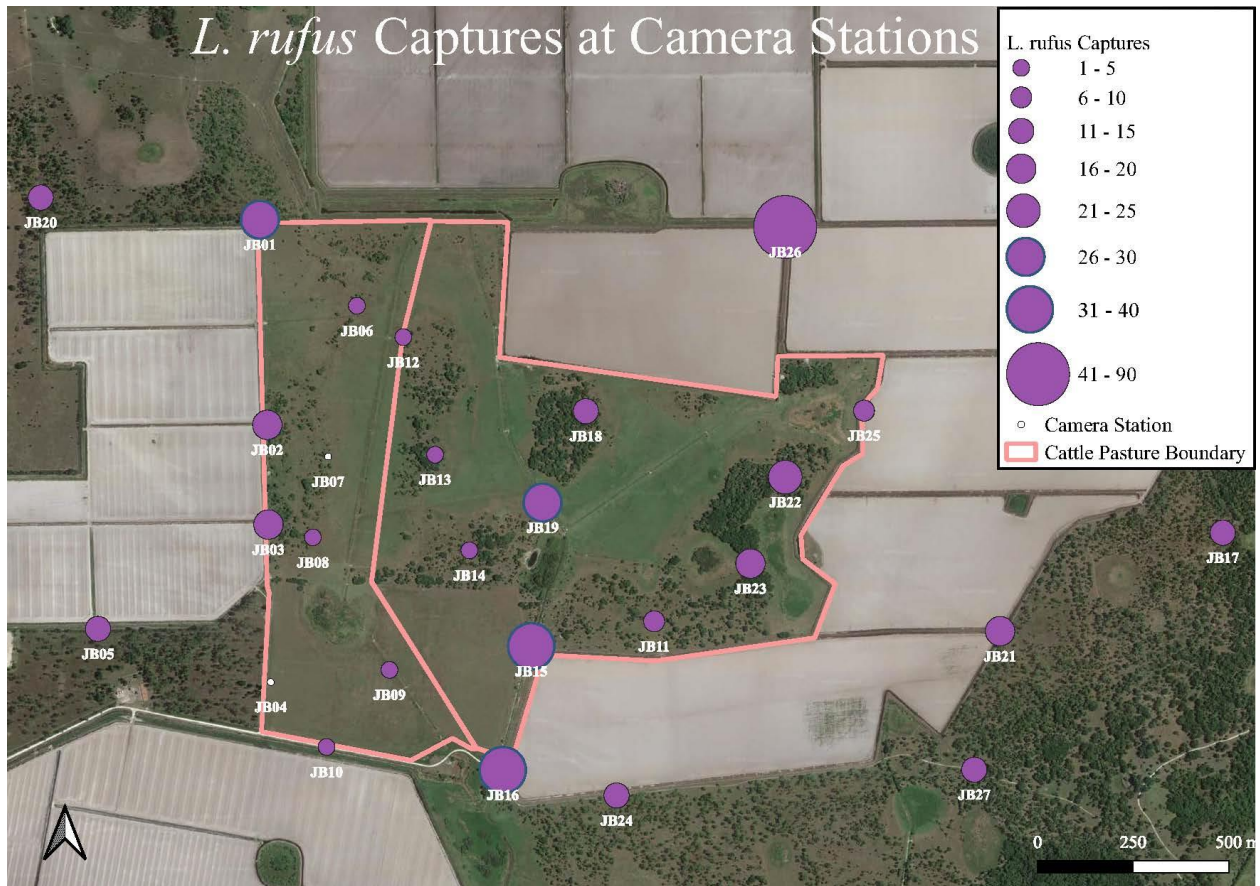 L. rufus Captures at Camera Stations
L. rufus Captures
1 - 5
6 - 10
11 - 15
16 - 20
21 - 25
26 - 30
31 - 40
41 - 90
Camera Station
Cattle Pasture Boundary
JB20
JB01
JB26
JB06
JB12
JB18
JB25
JB02
JB07
JB13
JB22
JB19
JB03
JB08
JB14
JB17
JB23
JB05
JB11
JB21
JB15
JB04
JB09
JB10
JB16
JB27
JB24
0 250 500 m